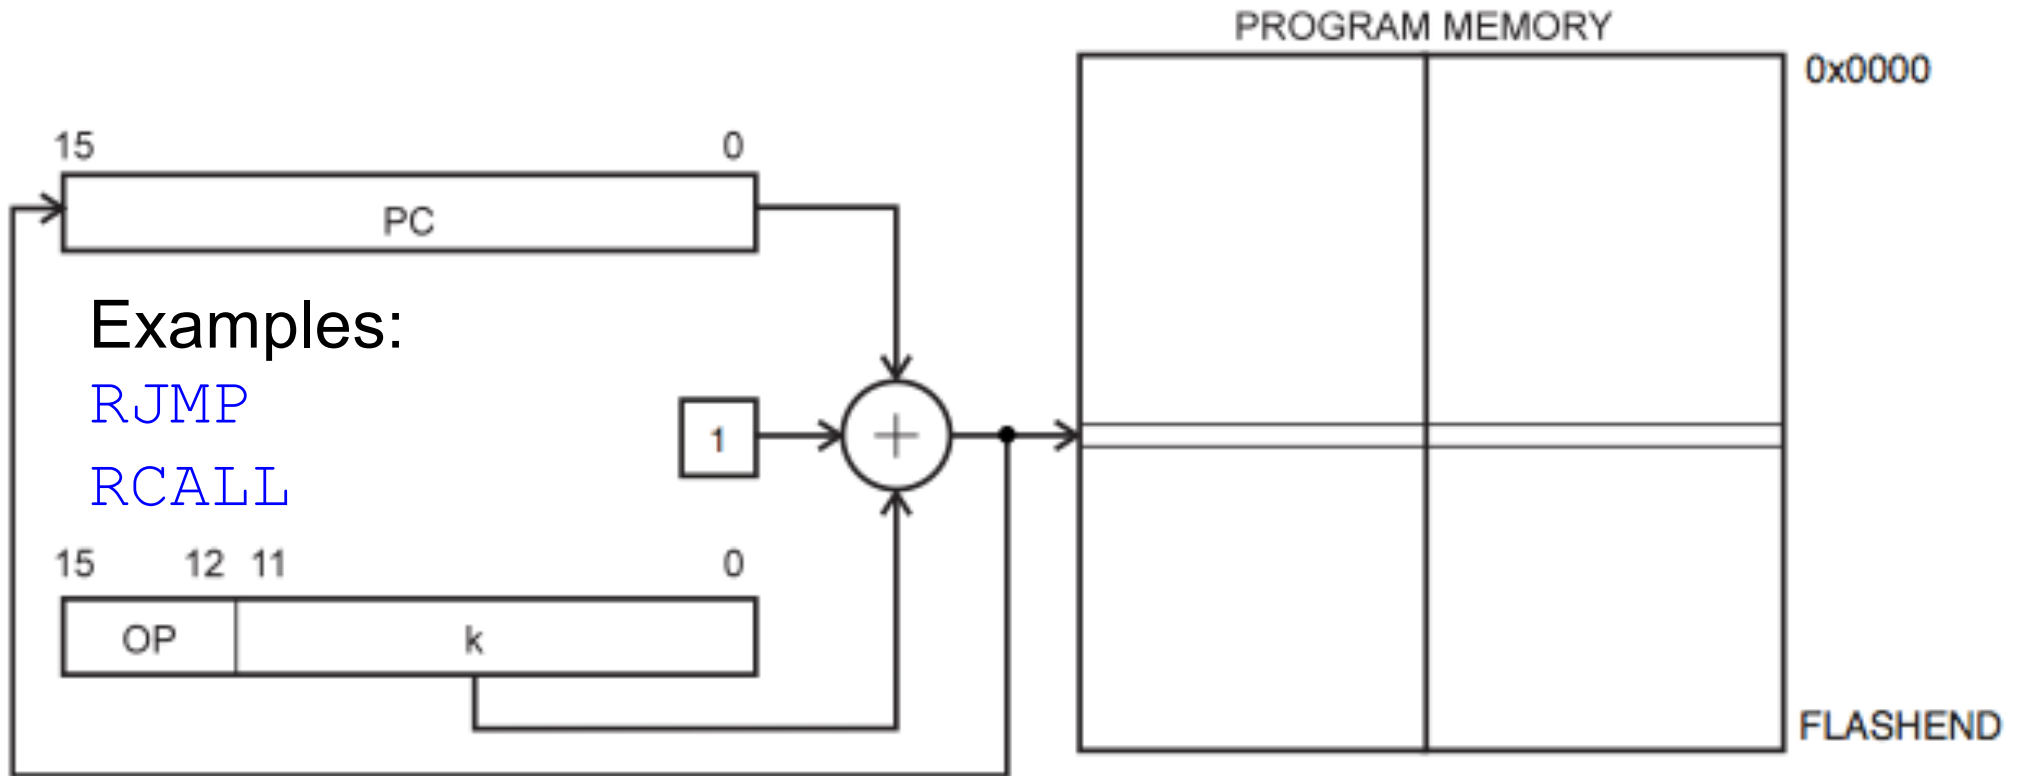 PROGRAM MEMORY
0x0000
15 0
PC
Examples:
RJMP
1
RCALL
15 12 11 0
OP k
FLASHEND